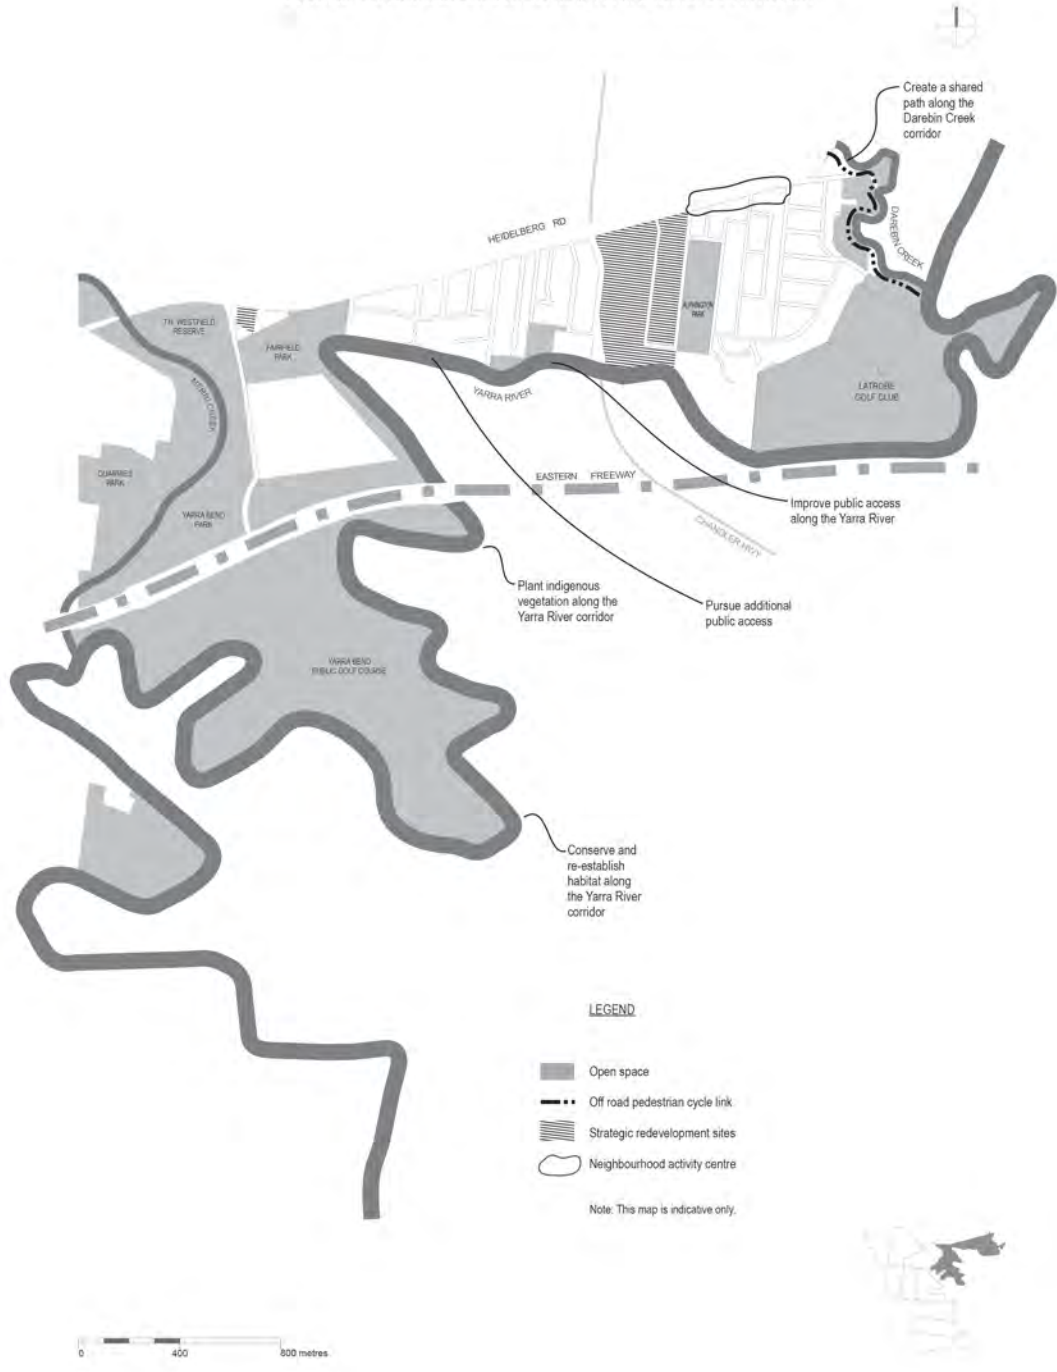 Create a shared
path along the
Darebin Creek
corridor
HEIDELBERG RD
DAREBIN CREEK
ALPHINGTON
PARK
T.H. WESTFIELD
RESERVE
FAIRFIELD
PARK
MERRI CREEK
YARRA RIVER
LATROBE
GOLF CLUB
QUARRIES
PARK
EASTERN FREEWAY
YARRA BEND
PARK
CHANDLER HWY
Improve public access
along the Yarra River
Plant indigenous
vegetation along the
Yarra River corridor
Pursue additional
public access
YARRA BEND
PUBLIC GOLF COURSE
Conserve and
re-establish
habitat along
the Yarra River
corridor
LEGEND
Open space
Off road pedestrian cycle link
Strategic redevelopment sites
Neighbourhood activity centre
Note: This map is indicative only.
0 400 800 metres